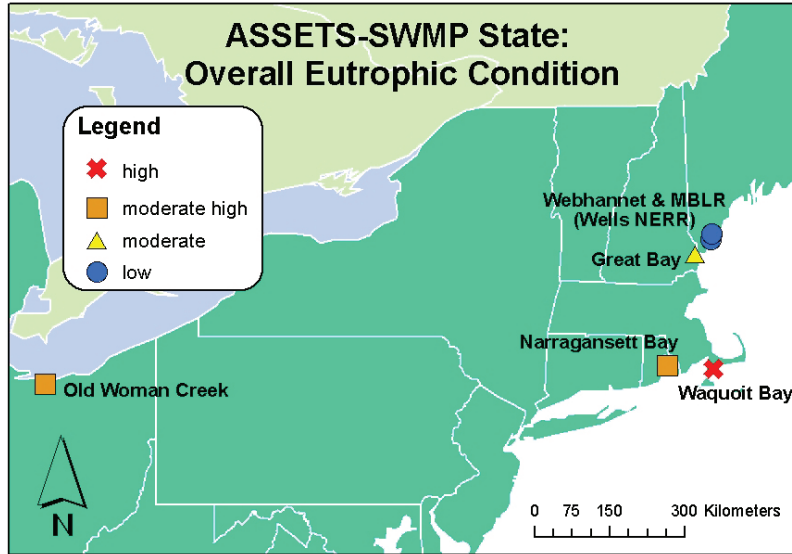 ASSETS-SWMP State:
Overall Eutrophic Condition
Legend
high
moderate high
moderate
low
Webhannet & MBLR
(Wells NERR)
Great Bay
Narragansett Bay
Old Woman Creek
Waquoit Bay
N
0 75 150 300 Kilometers